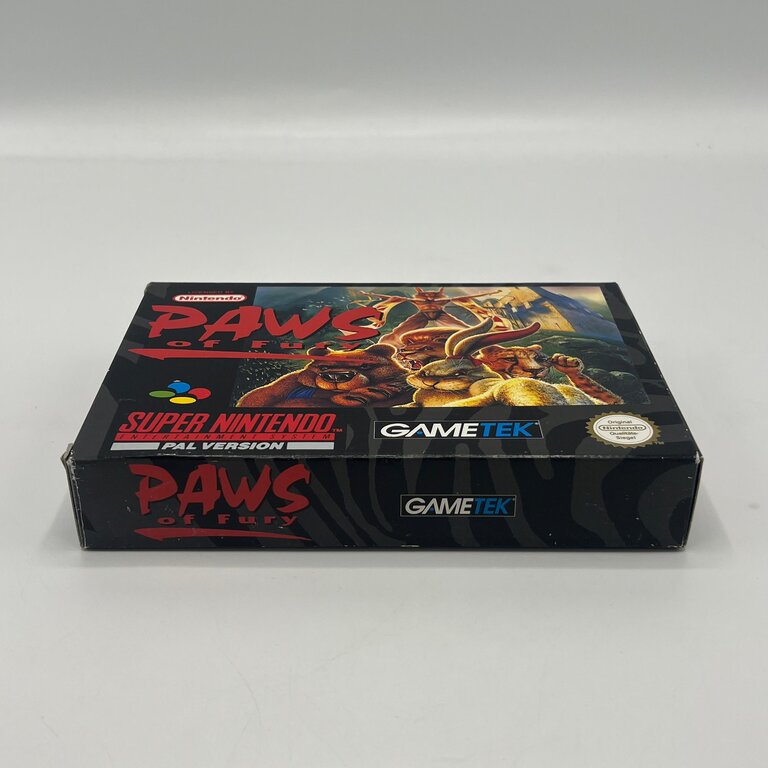 LICENSED BY
Nintendo
PAWS
of Fury
SUPER NINTENDO
ENTERTAINMENT SYSTEM
PAL VERSION
GAMETEK
Original
Nintendo
Qualitäts-
Siegel
PAWS
of Fury
GAMETEK